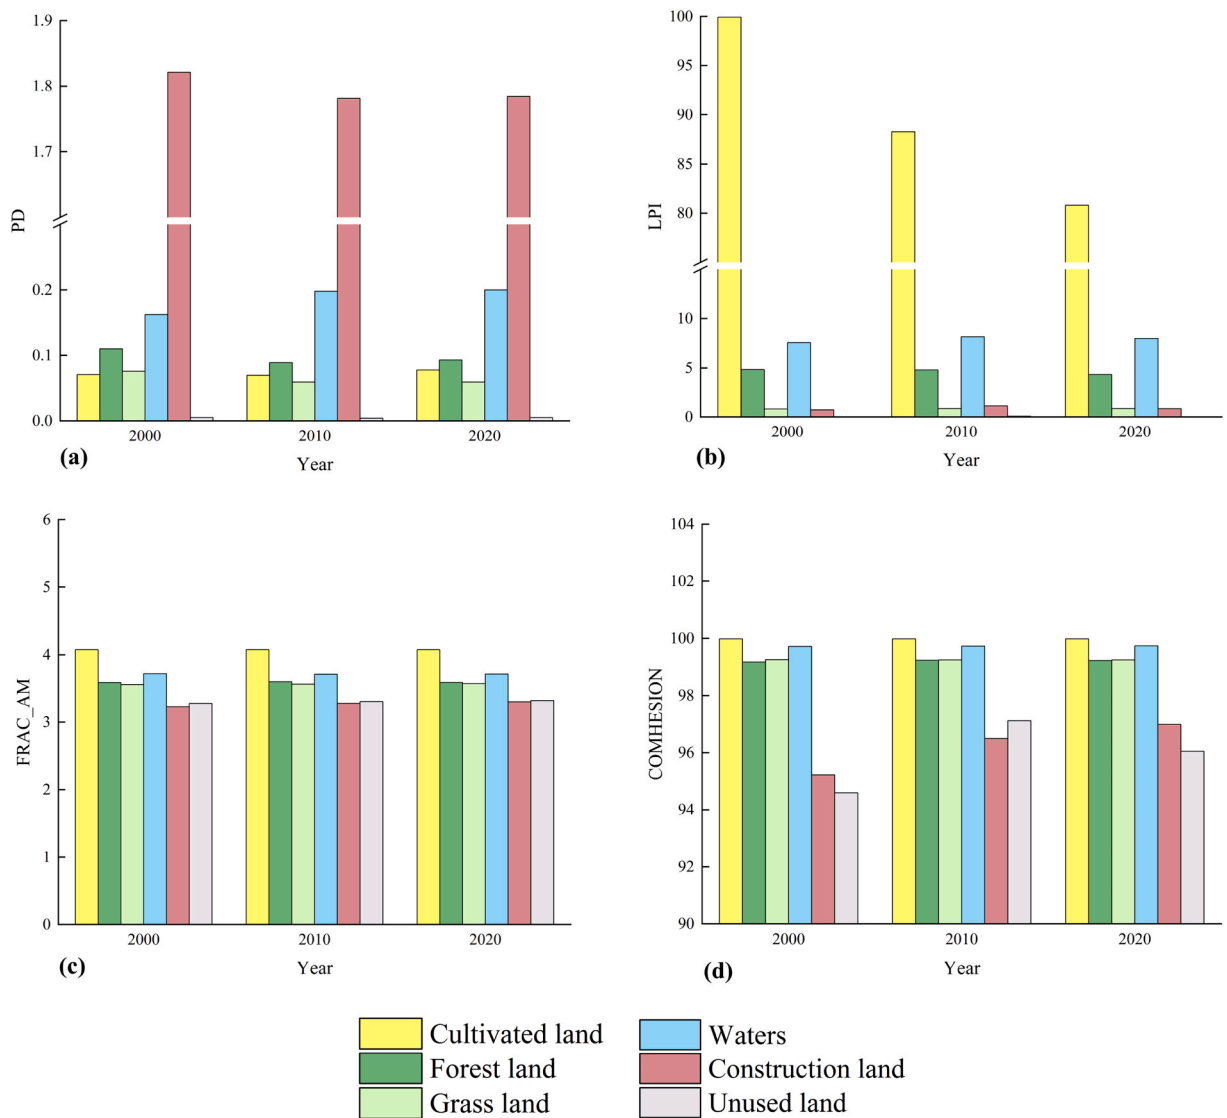 1.9
1.8
1.7
0.2
0.1
0.0
PD
2000 2010 2020
Year
(a)
100
95
90
85
80
10
5
0
LPI
2000 2010 2020
Year
(b)
6
5
4
3
2
1
0
FRAC_AM
2000 2010 2020
Year
(c)
104
102
100
98
96
94
92
90
COMHESION
2000 2010 2020
Year
(d)
Cultivated land
Forest land
Grass land
Waters
Construction land
Unused land